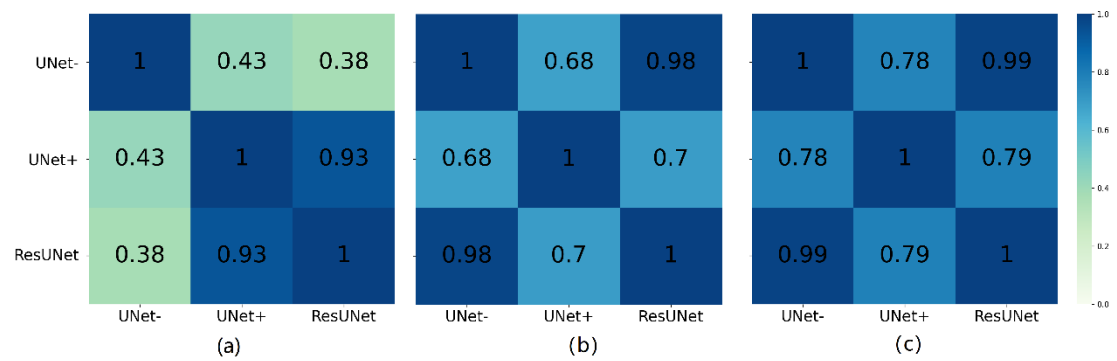 UNet- 1 0.43 0.38 1 0.68 0.98 1 0.78 0.99
UNet+ 0.43 1 0.93 0.68 1 0.7 0.78 1 0.79
ResUNet 0.38 0.93 1 0.98 0.7 1 0.99 0.79 1
UNet- UNet+ ResUNet UNet- UNet+ ResUNet UNet- UNet+ ResUNet
(a) (b) (c)
1.0
0.8
0.6
0.4
0.2
0.0